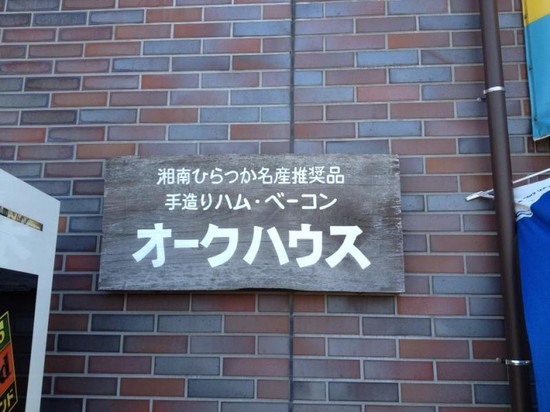 湘南ひらつか名産推奨品
手造りハム・ベーコン
オークハウス